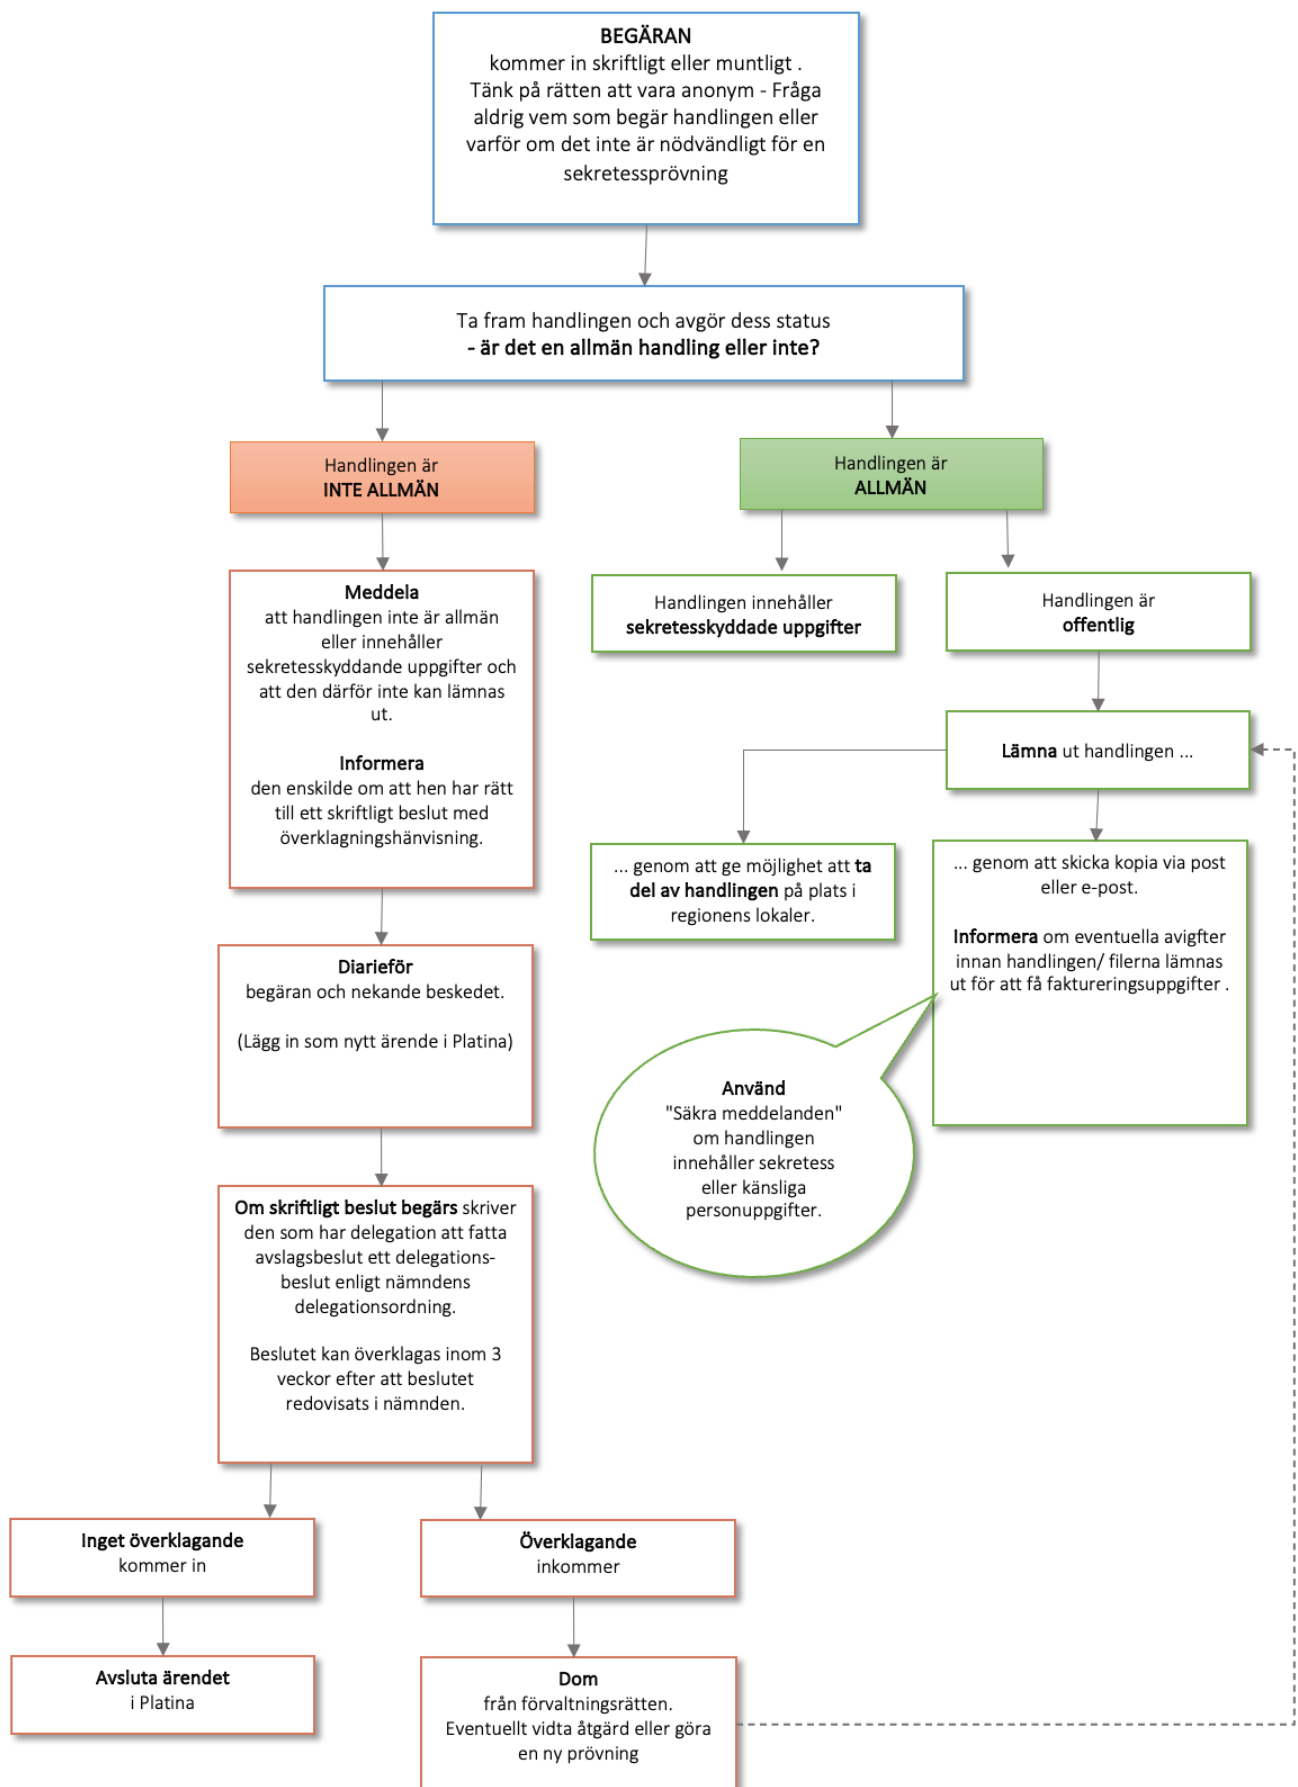 BEGÄRAN
kommer in skriftligt eller muntligt .
Tänk på rätten att vara anonym - Fråga
aldrig vem som begär handlingen eller
varför om det inte är nödvändligt för en
sekretessprövning
Ta fram handlingen och avgör dess status
- är det en allmän handling eller inte?
Handlingen är
INTE ALLMÄN
Handlingen är
ALLMÄN
Meddela
att handlingen inte är allmän
eller innehåller
sekretesskyddande uppgifter och
att den därför inte kan lämnas
ut.
Informera
den enskilde om att hen har rätt
till ett skriftligt beslut med
överklagningshänvisning.
Handlingen innehåller
sekretesskyddade uppgifter
Handlingen är
offentlig
Lämna ut handlingen ...
... genom att ge möjlighet att ta
del av handlingen på plats i
regionens lokaler.
... genom att skicka kopia via post
eller e-post.
Informera om eventuella avigfter
innan handlingen/ filerna lämnas
ut för att få faktureringsuppgifter .
Diarieför
begäran och nekande beskedet.
(Lägg in som nytt ärende i Platina)
Använd
"Säkra meddelanden"
om handlingen
innehåller sekretess
eller känsliga
personuppgifter.
Om skriftligt beslut begärs skriver
den som har delegation att fatta
avslagsbeslut ett delegations-
beslut enligt nämndens
delegationsordning.
Beslutet kan överklagas inom 3
veckor efter att beslutet
redovisats i nämnden.
Inget överklagande
kommer in
Överklagande
inkommer
Avsluta ärendet
i Platina
Dom
från förvaltningsrätten.
Eventuellt vidta åtgärd eller göra
en ny prövning